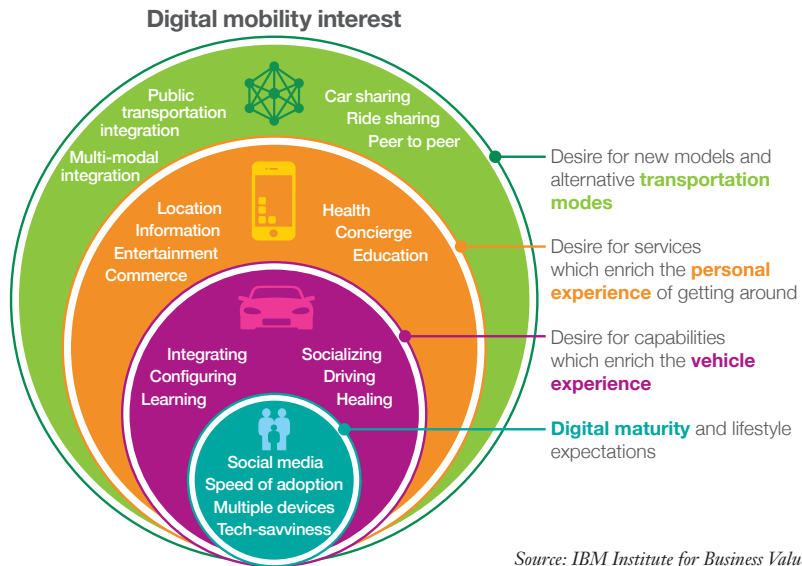 Digital mobility interest
Public
transportation
integration
Multi-modal
integration
Car sharing
Ride sharing
Peer to peer
Location
Information
Entertainment
Commerce
Health
Concierge
Education
Integrating
Configuring
Learning
Socializing
Driving
Healing
Social media
Speed of adoption
Multiple devices
Tech-savviness
Desire for new models and
alternative transportation
modes
Desire for services
which enrich the personal
experience of getting around
Desire for capabilities
which enrich the vehicle
experience
Digital maturity and lifestyle
expectations
Source: IBM Institute for Business Valu